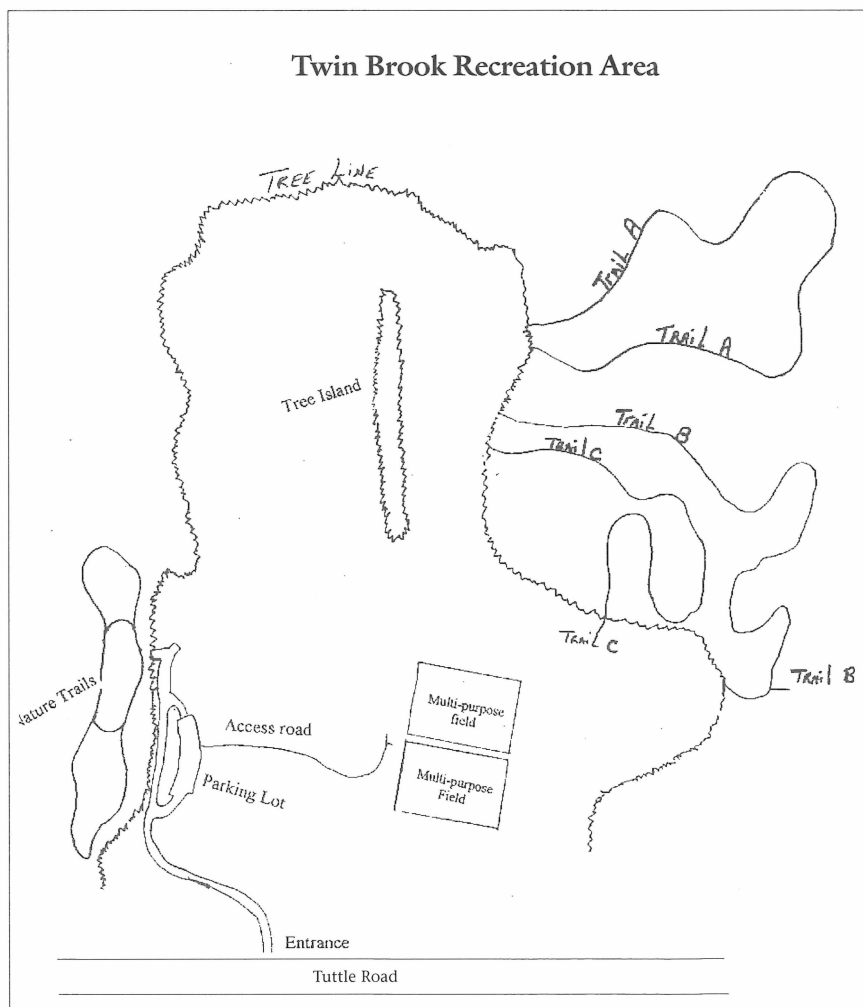 Twin Brook Recreation Area
TREE LINE
TRAIL A
TRAIL A
Tree Island
TRAIL B
TRAIL C
TRAIL C
TRAIL B
Nature Trails
Multi-purpose
field
Access road
Multi-purpose
Field
Parking Lot
Entrance
Tuttle Road